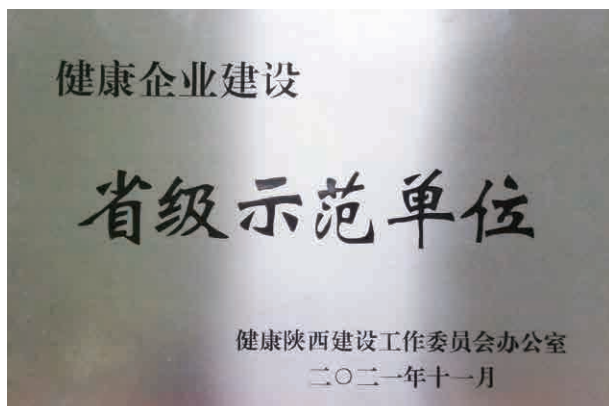 健康企业建设
省级示范单位
健康陕西建设工作委员会办公室
二〇二一年十一月